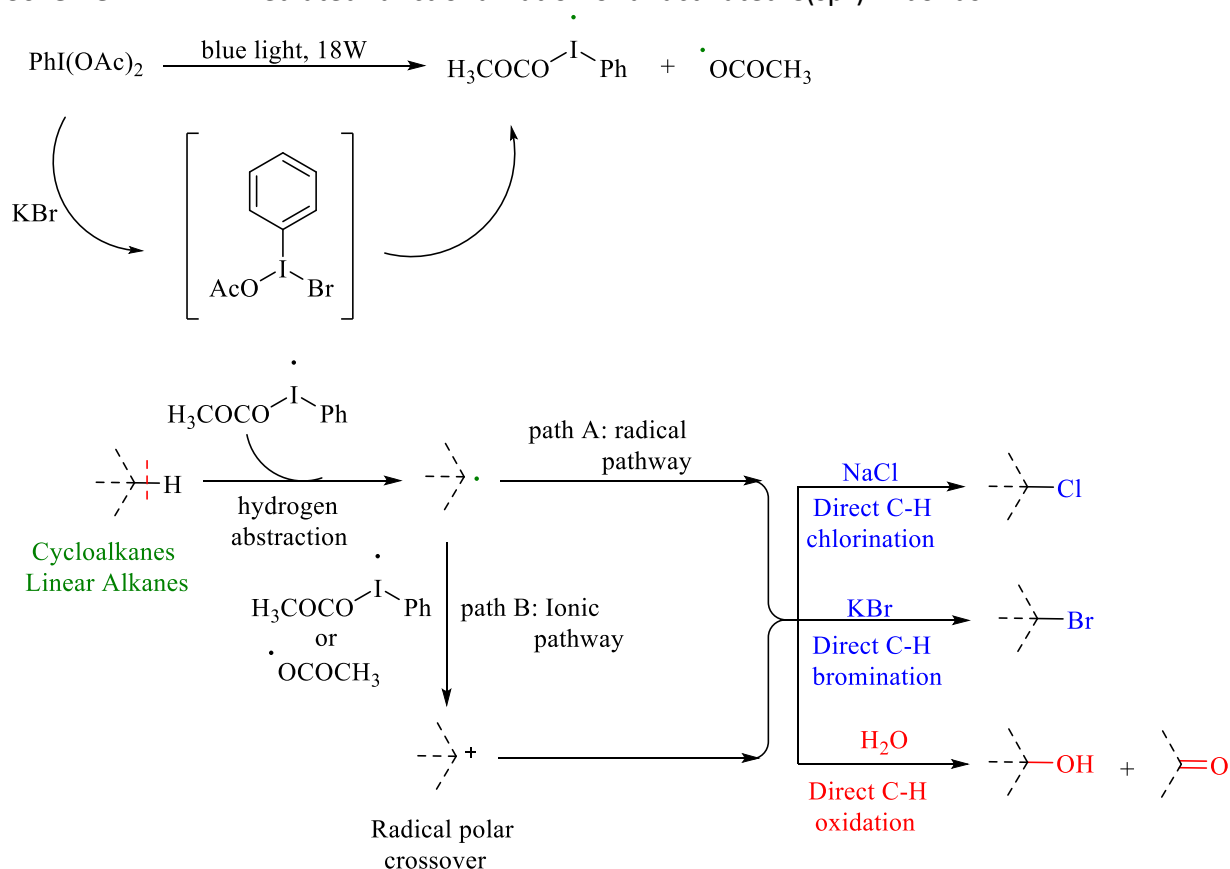 PhI(OAc)2
blue light, 18W
H3COCO
I
Ph
+
OCOCH3
KBr
I
AcO
Br
I
H3COCO
Ph
H
hydrogen
abstraction
Cycloalkanes
Linear Alkanes
path A: radical
pathway
I
H3COCO
Ph
or
OCOCH3
path B: Ionic
pathway
+
Radical polar
crossover
NaCl
Direct C-H
chlorination
Cl
KBr
Direct C-H
bromination
Br
H2O
Direct C-H
oxidation
OH
+
O